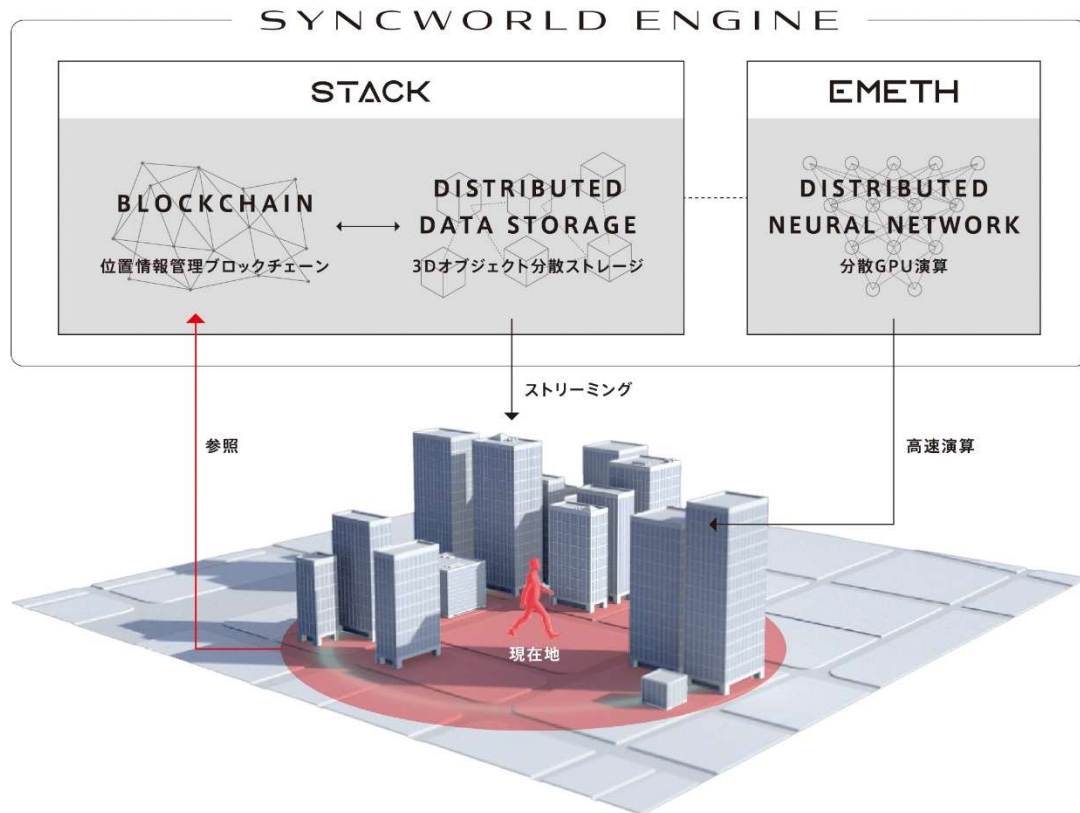 SYNCWORLD ENGINE
STACK
BLOCKCHAIN
位置情報管理ブロックチェーン
DISTRIBUTED
DATA STORAGE
3Dオブジェクト分散ストレージ
EMETH
DISTRIBUTED
NEURAL NETWORK
分散GPU演算
参照
ストリーミング
高速演算
現在地